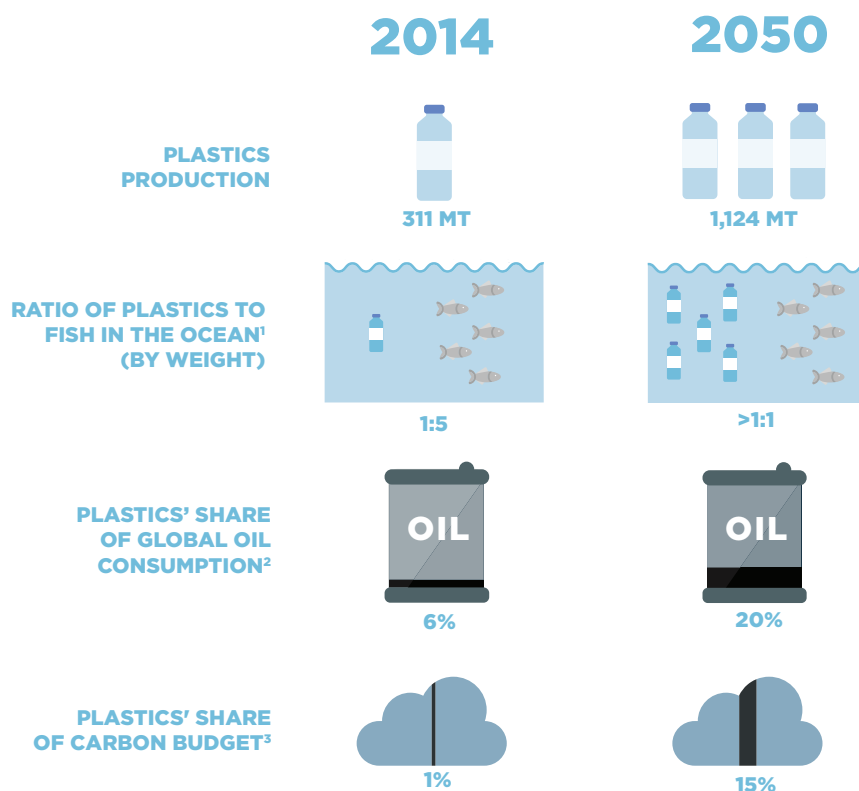 2014 2050
PLASTICS
PRODUCTION
311 MT 1,124 MT
RATIO OF PLASTICS TO
FISH IN THE OCEAN¹
(BY WEIGHT)
1:5 >1:1
OIL OIL
PLASTICS’ SHARE
OF GLOBAL OIL
CONSUMPTION²
6% 20%
PLASTICS' SHARE
OF CARBON BUDGET³
1% 15%